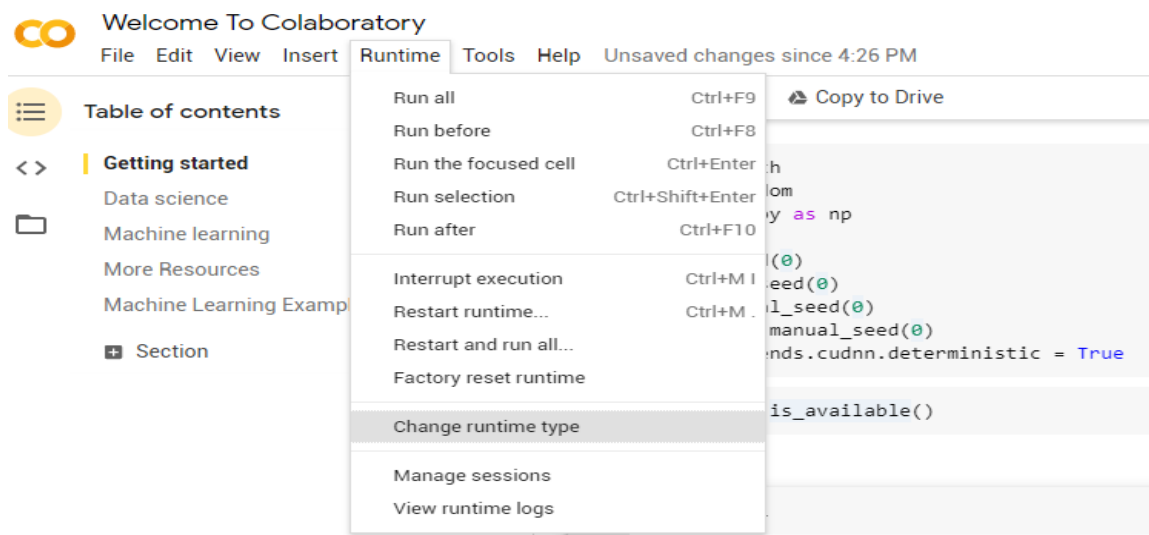 CO
Welcome To Colaboratory
File Edit View Insert Runtime Tools Help Unsaved changes since 4:26 PM
Table of contents
Getting started
Data science
Machine learning
More Resources
Machine Learning Examp
Section
Run all Ctrl+F9
Run before Ctrl+F8
Run the focused cell Ctrl+Enter
Run selection Ctrl+Shift+Enter
Run after Ctrl+F10
Interrupt execution Ctrl+M I
Restart runtime... Ctrl+M .
Restart and run all...
Factory reset runtime
Change runtime type
Manage sessions
View runtime logs
Copy to Drive
h
om
y as np
(0)
eed(0)
l_seed(0)
manual_seed(0)
nds.cudnn.deterministic = True
is_available()